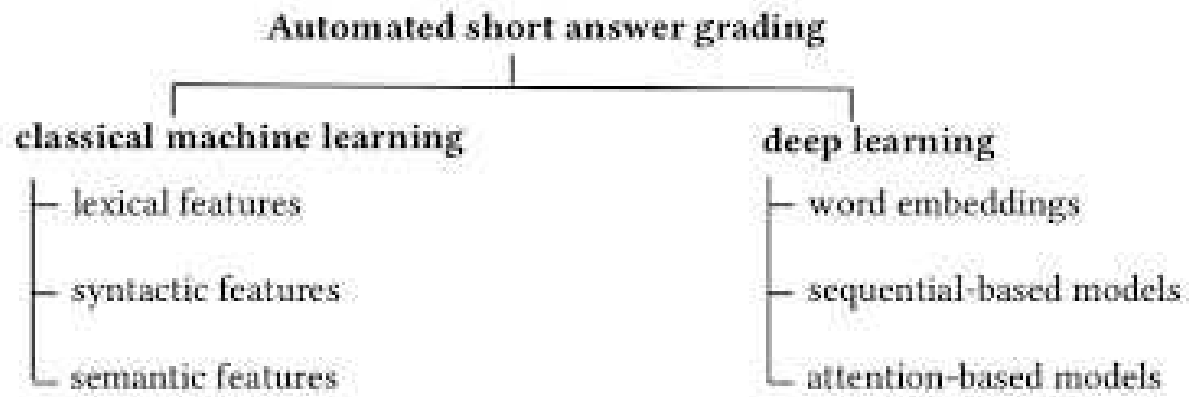 Automated short answer grading
classical machine learning
lexical features
syntactic features
semantic features
deep learning
word embeddings
sequential-based models
attention-based models